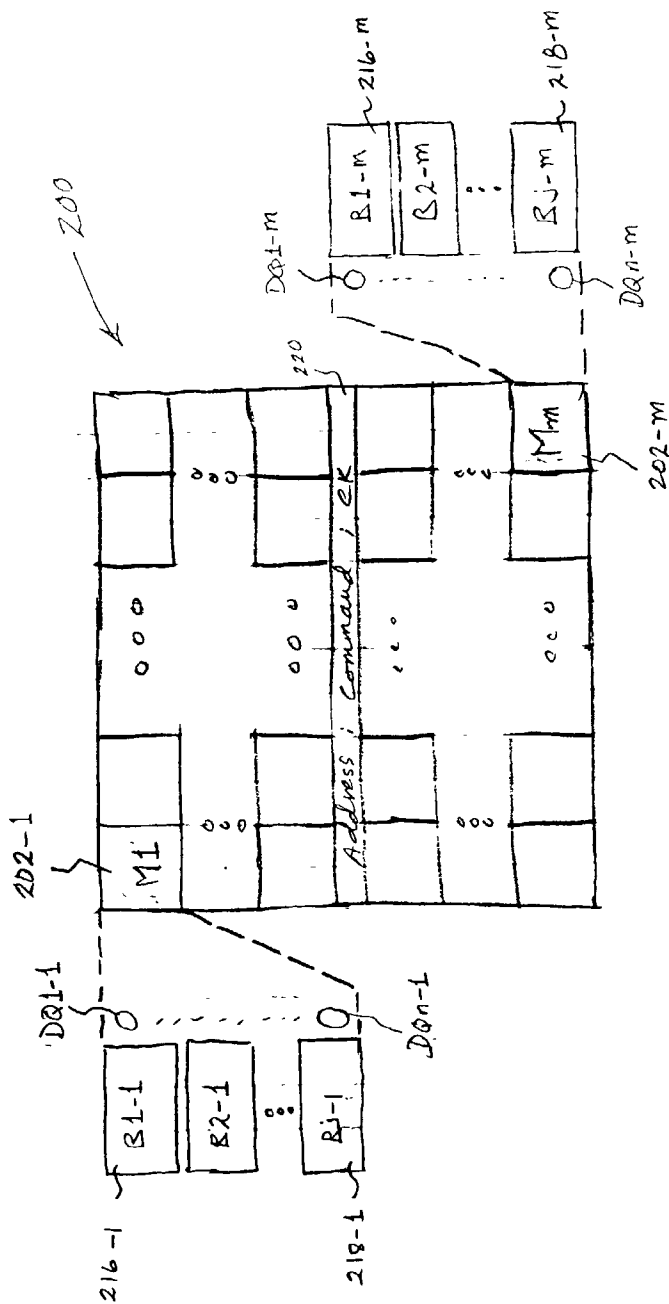 200
202-1
M1
DQ1-1
B1-1
216-1
B2-1
Bj-1
218-1
DQn-1
Address ; Command ; CK
220
Mm
202-m
DQ1-m
B1-m
216-m
B2-m
Bj-m
218-m
DQn-m